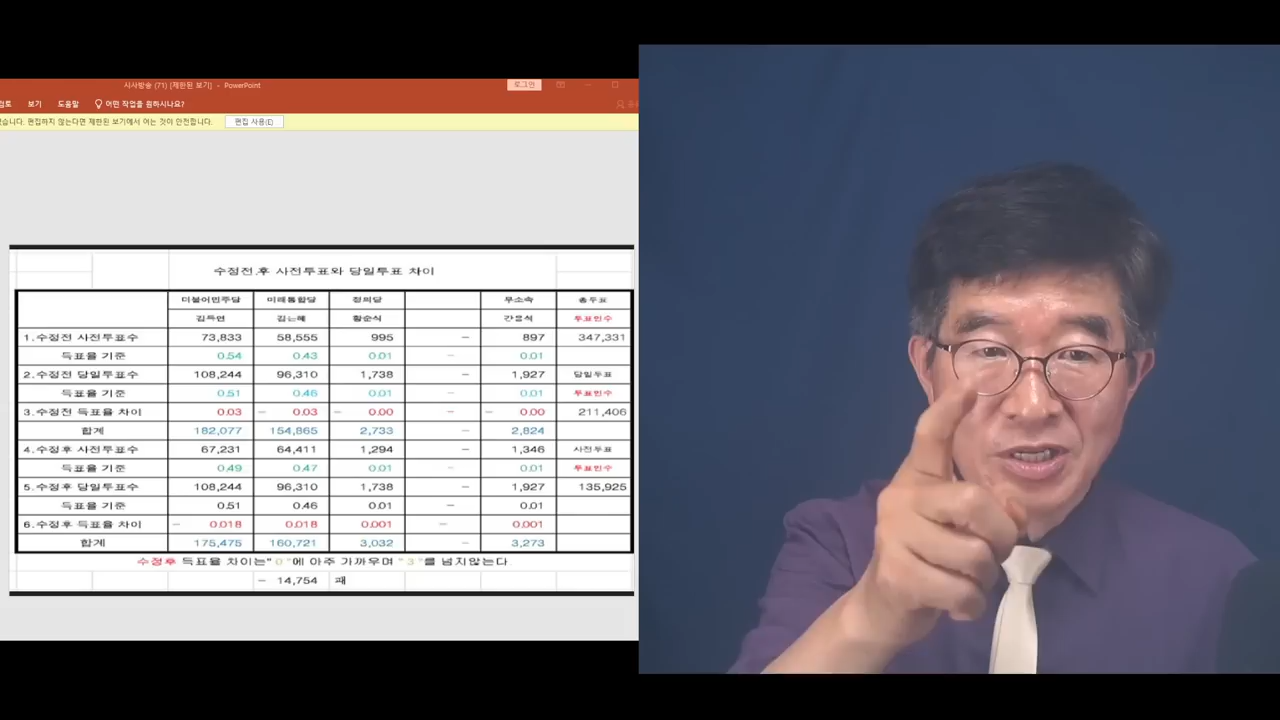 시사방송 (71) [제한된 보기] - PowerPoint
로그인
검토 보기 도움말 어떤 작업을 원하시나요?
있습니다. 편집하지 않는다면 제한된 보기에서 여는 것이 안전합니다. 편집 사용(E)
수정전.후 사전투표와 당일투표 차이
더불어민주당 미래통합당 정의당 무소속 총투표
황순식 간용석 투표인수
1.수정전 사전투표수 73,833 58,555 995 – 897 347,331
득표율 기준 0.54 0.43 0.01 – 0.01
2.수정전 당일투표수 108,244 96,310 1,738 – 1,927 당일투표
득표율 기준 0.51 0.46 0.01 – 0.01 투표인수
3.수정전 득표율 차이 0.03 – 0.03 – 0.00 – – 0.00 211,406
합계 182,077 154,865 2,733 – 2,824
4.수정후 사전투표수 67,231 64,411 1,294 – 1,346 사전투표
득표율 기준 0.49 0.47 0.01 – 0.01 투표인수
5.수정후 당일투표수 108,244 96,310 1,738 – 1,927 135,925
득표율 기준 0.51 0.46 0.01 – 0.01
6.수정후 득표율 차이 – 0.018 0.018 0.001 – 0.001
합계 175,475 160,721 3,032 – 3,273
수정후 득표율 차이는"0"에 아주 가까우며 "3"를 넘지않는다
– 14,754 패